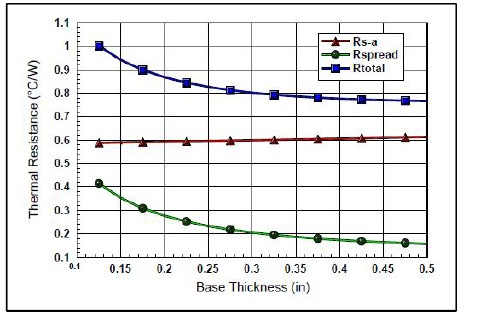 1.1
1
0.9
0.8
0.7
0.6
0.5
0.4
0.3
0.2
0.1
Thermal Resistance (°C/W)
Rs-a
Rspread
Rtotal
0.1 0.15 0.2 0.25 0.3 0.35 0.4 0.45 0.5
Base Thickness (in)